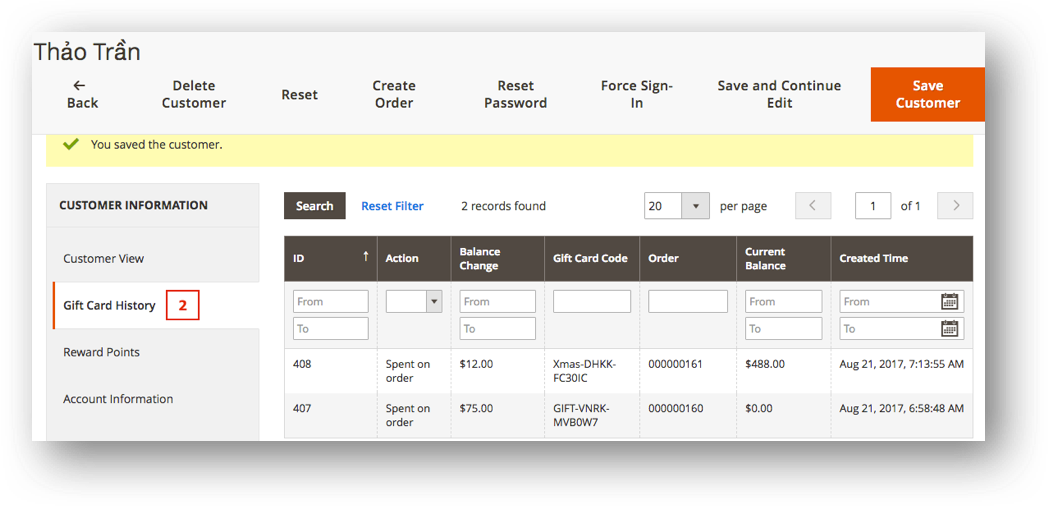 Thảo Trần
←
Back
Delete
Customer
Reset
Create
Order
Reset
Password
Force Sign-
In
Save and Continue
Edit
Save
Customer
You saved the customer.
CUSTOMER INFORMATION
Customer View
Gift Card History 2
Reward Points
Account Information
Search Reset Filter 2 records found 20 per page 1 of 1
ID ↑ Action Balance Change Gift Card Code Order Current Balance Created Time
From From From From
To To To To
408 Spent on order $12.00 Xmas-DHKK-FC30IC 000000161 $488.00 Aug 21, 2017, 7:13:55 AM
407 Spent on order $75.00 GIFT-VNRK-MVB0W7 000000160 $0.00 Aug 21, 2017, 6:58:48 AM